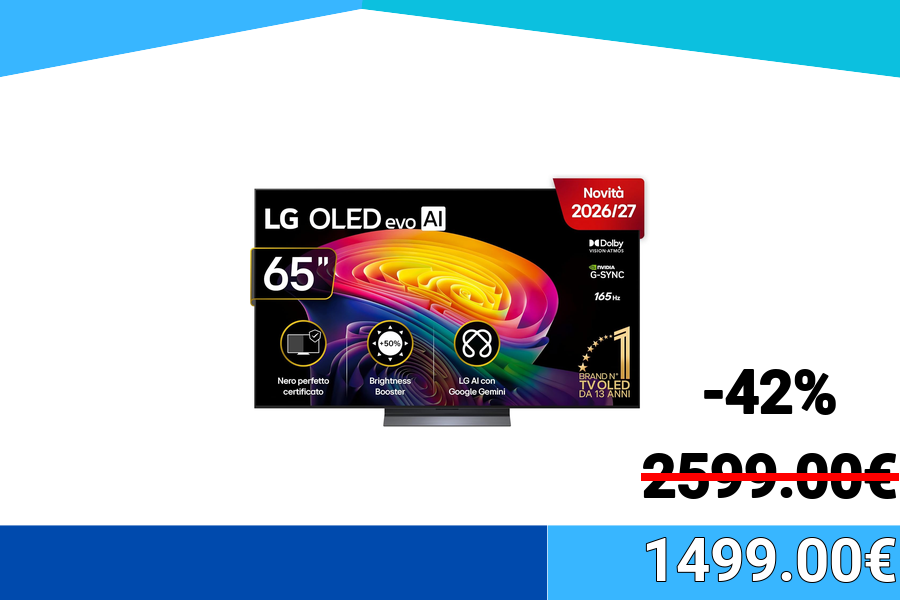 Novità
2026/27
LG OLED evo AI
65”
Dolby
VISION·ATMOS
NVIDIA
G-SYNC
165Hz
+50%
Nero perfetto
certificato
Brightness
Booster
LG AI con
Google Gemini
1
BRAND N°
TV OLED
DA 13 ANNI
-42%
2599.00€
1499.00€